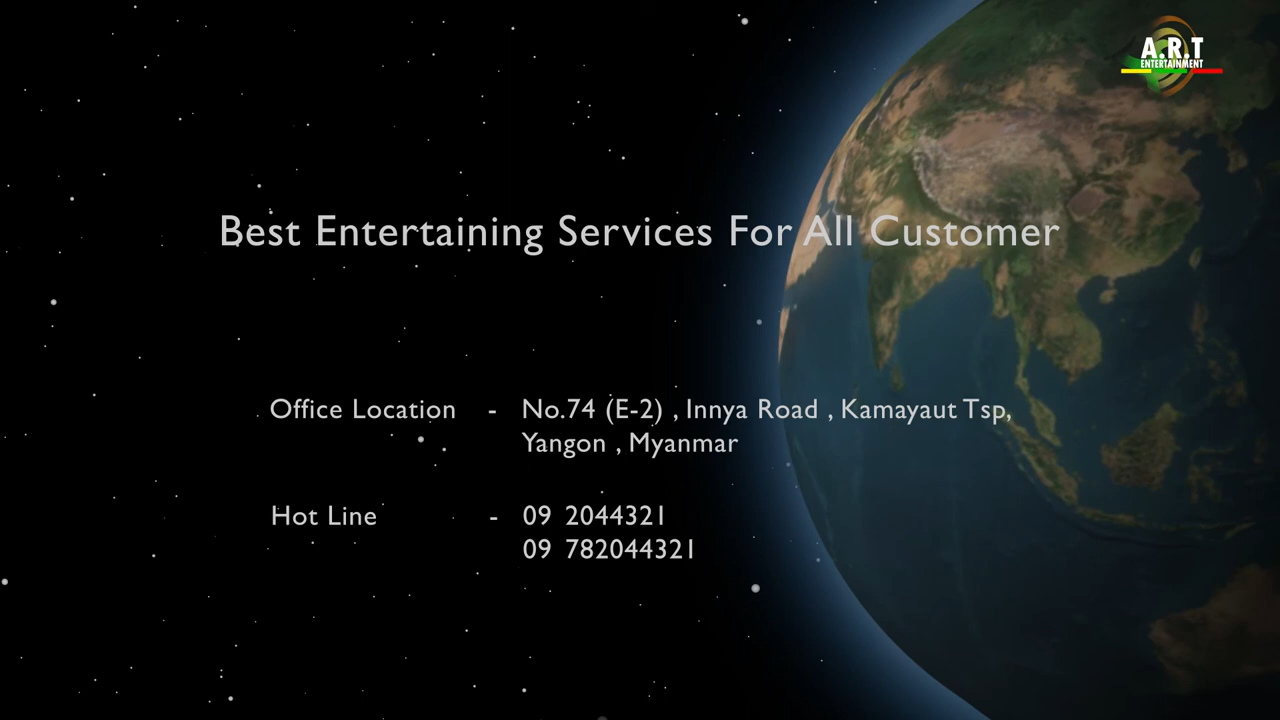 A.R.T
ENTERTAINMENT
Best Entertaining Services For All Customer
Office Location - No.74 (E-2) , Innya Road , Kamayaut Tsp,
Yangon , Myanmar
Hot Line - 09 2044321
09 782044321